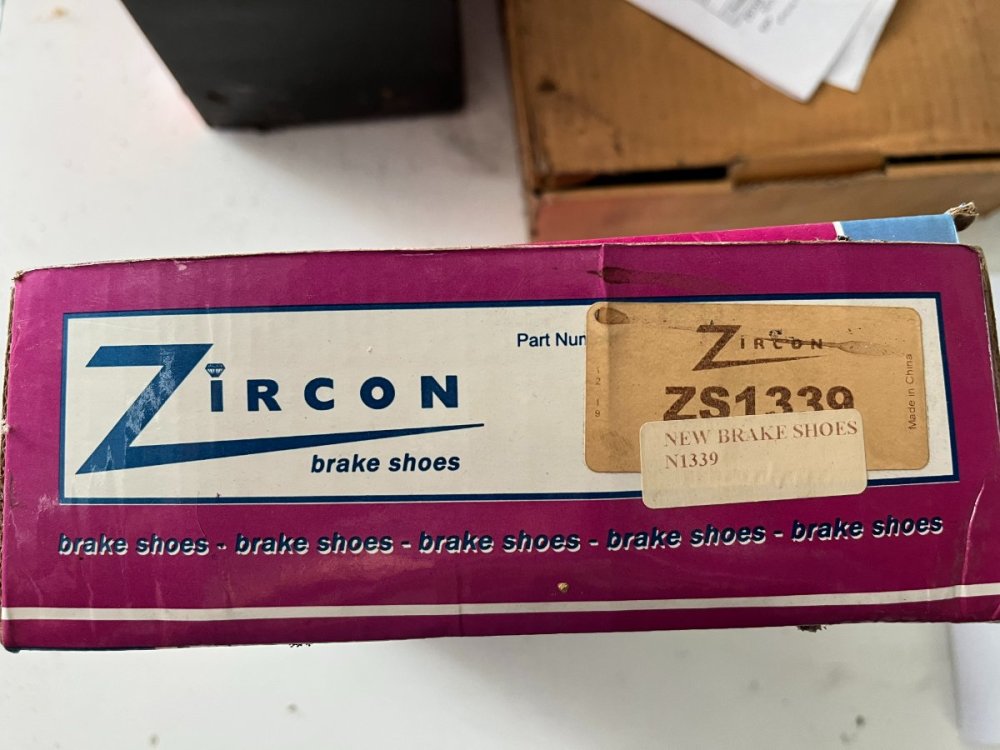 ZIRCON
brake shoes
Part Num
ZIRCON
ZS1339
Made in China
NEW BRAKE SHOES
N1339
brake shoes - brake shoes - brake shoes - brake shoes - brake shoes